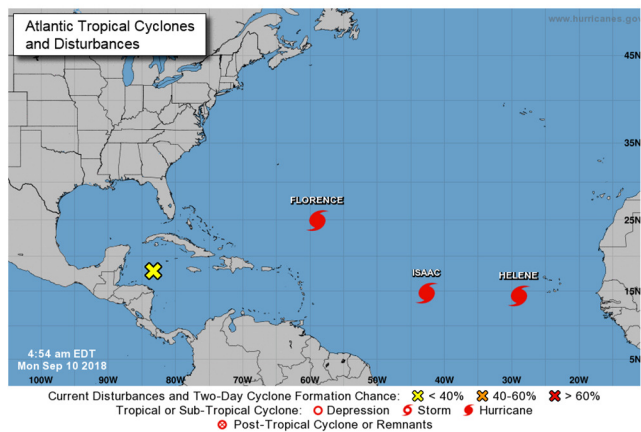 www.hurricanes.gov
Atlantic Tropical Cyclones
and Disturbances
45N
35N
FLORENCE
25N
ISAAC
HELENE
15N
4:54 am EDT
Mon Sep 10 2018
5N
100W 90W 80W 70W 60W 50W 40W 30W 20W
Current Disturbances and Two-Day Cyclone Formation Chance: < 40% 40-60% > 60%
Tropical or Sub-Tropical Cyclone: Depression Storm Hurricane
Post-Tropical Cyclone or Remnants